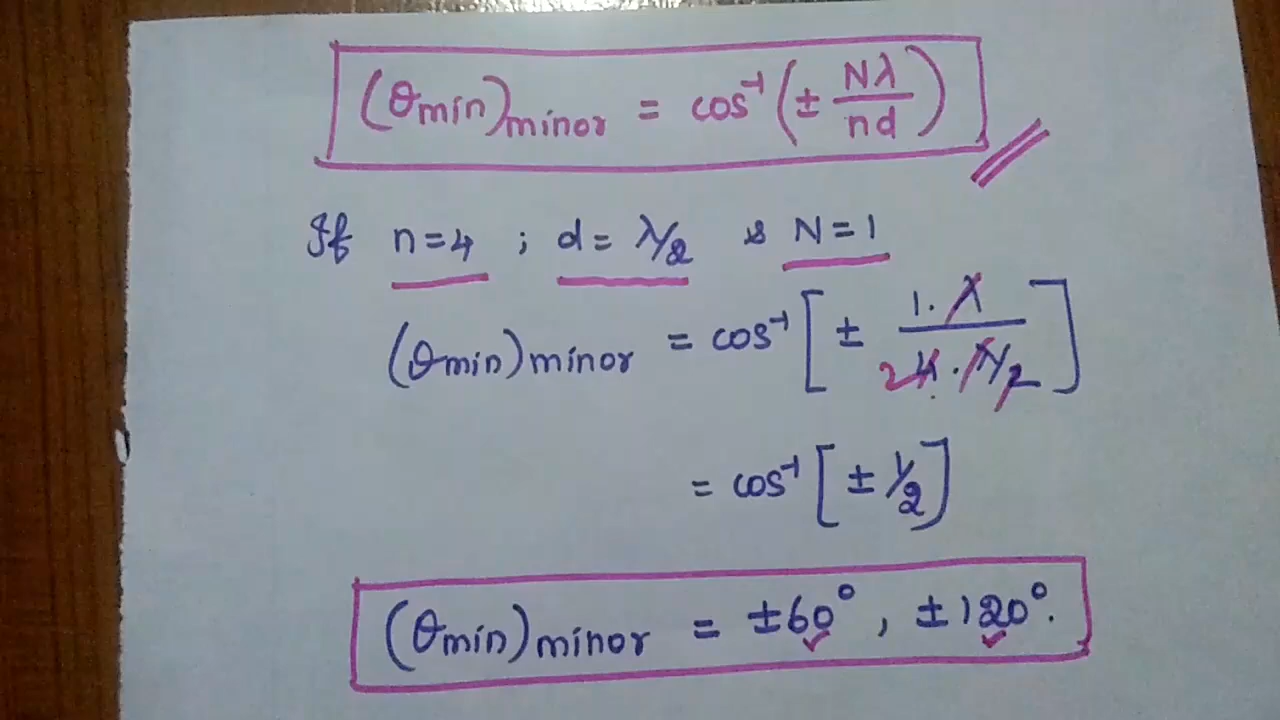 (θmin)minor = cos⁻¹ (± Nλ/nd)
If n=4 ; d= λ/2 & N=1
(θmin)minor = cos⁻¹ [± 1.λ / 24.λ/2]
= cos⁻¹ [± 1/2]
(θmin)minor = ±60°, ±120°.